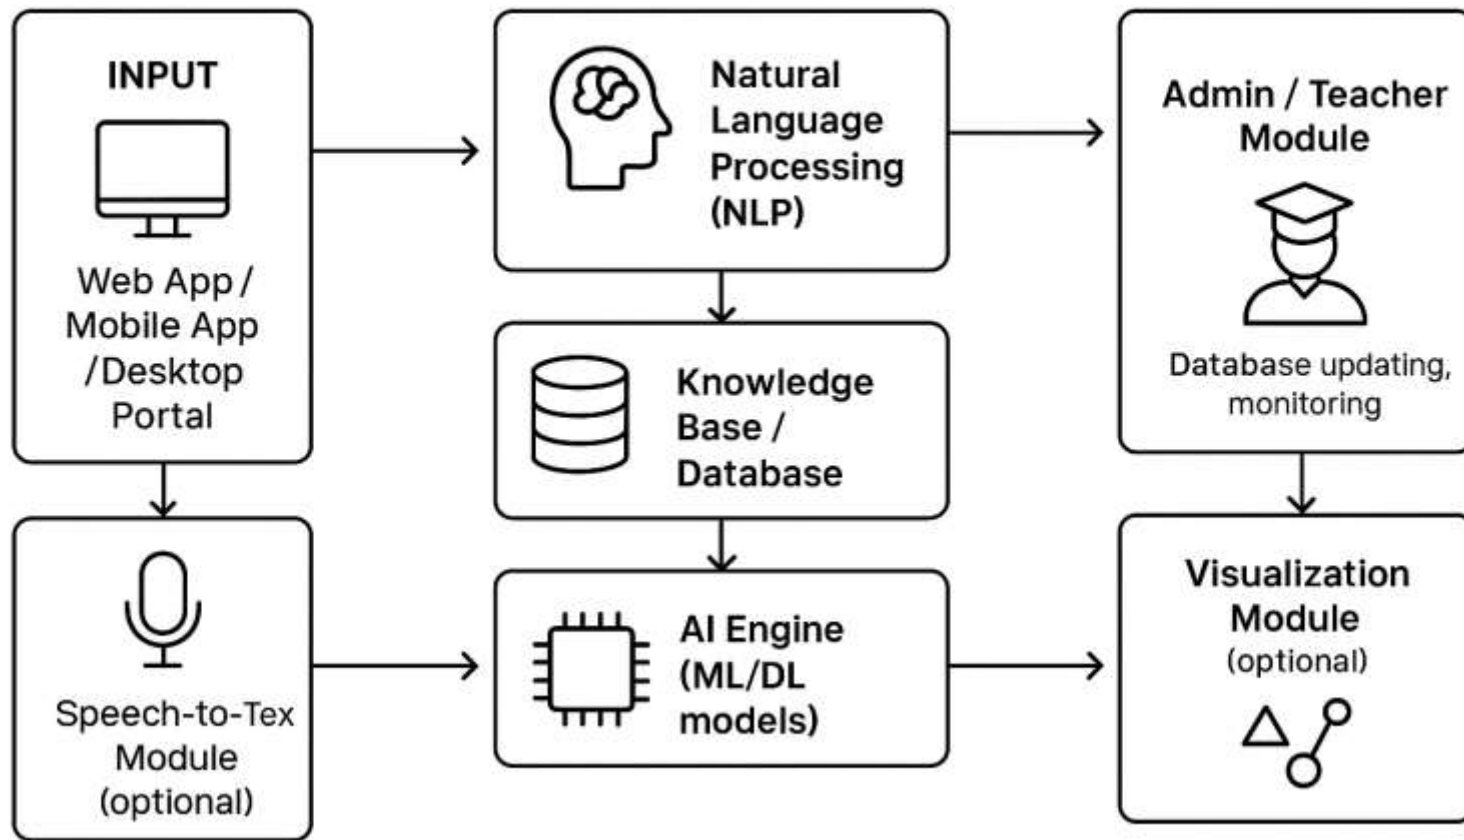 INPUT
Web App /
Mobile App
/Desktop
Portal
Speech-to-Tex
Module
(optional)
Natural
Language
Processing
(NLP)
Knowledge
Base /
Database
AI Engine
(ML/DL
models)
Admin / Teacher
Module
Database updating,
monitoring
Visualization
Module
(optional)